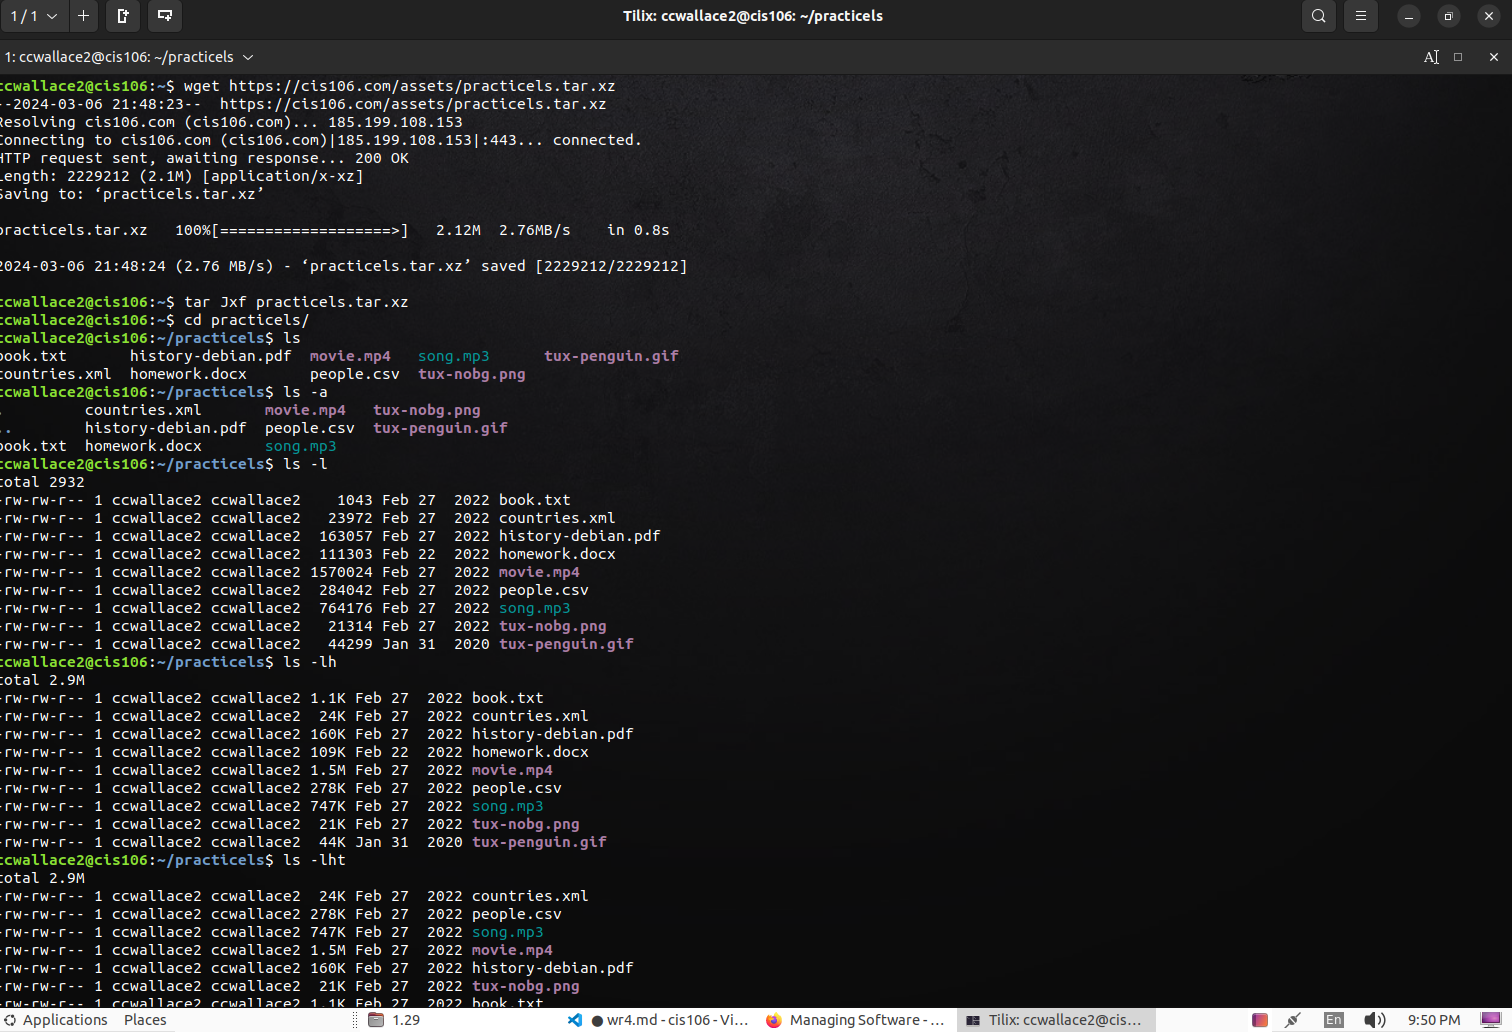 1 / 1
Tilix: ccwallace2@cis106: ~/practicels
1: ccwallace2@cis106: ~/practicels
ccwallace2@cis106:~$ wget https://cis106.com/assets/practicels.tar.xz
--2024-03-06 21:48:23--  https://cis106.com/assets/practicels.tar.xz
Resolving cis106.com (cis106.com)... 185.199.108.153
Connecting to cis106.com (cis106.com)|185.199.108.153|:443... connected.
HTTP request sent, awaiting response... 200 OK
Length: 2229212 (2.1M) [application/x-xz]
Saving to: ‘practicels.tar.xz’
practicels.tar.xz   100%[===================>]   2.12M  2.76MB/s    in 0.8s
2024-03-06 21:48:24 (2.76 MB/s) - ‘practicels.tar.xz’ saved [2229212/2229212]
ccwallace2@cis106:~$ tar Jxf practicels.tar.xz
ccwallace2@cis106:~$ cd practicels/
ccwallace2@cis106:~/practicels$ ls
book.txt       history-debian.pdf  movie.mp4   song.mp3      tux-penguin.gif
countries.xml  homework.docx       people.csv  tux-nobg.png
ccwallace2@cis106:~/practicels$ ls -a
.         countries.xml       movie.mp4   tux-nobg.png
..        history-debian.pdf  people.csv  tux-penguin.gif
book.txt  homework.docx       song.mp3
ccwallace2@cis106:~/practicels$ ls -l
total 2932
-rw-rw-r-- 1 ccwallace2 ccwallace2    1043 Feb 27  2022 book.txt
-rw-rw-r-- 1 ccwallace2 ccwallace2   23972 Feb 27  2022 countries.xml
-rw-rw-r-- 1 ccwallace2 ccwallace2  163057 Feb 27  2022 history-debian.pdf
-rw-rw-r-- 1 ccwallace2 ccwallace2  111303 Feb 22  2022 homework.docx
-rw-rw-r-- 1 ccwallace2 ccwallace2 1570024 Feb 27  2022 movie.mp4
-rw-rw-r-- 1 ccwallace2 ccwallace2  284042 Feb 27  2022 people.csv
-rw-rw-r-- 1 ccwallace2 ccwallace2  764176 Feb 27  2022 song.mp3
-rw-rw-r-- 1 ccwallace2 ccwallace2   21314 Feb 27  2022 tux-nobg.png
-rw-rw-r-- 1 ccwallace2 ccwallace2   44299 Jan 31  2020 tux-penguin.gif
ccwallace2@cis106:~/practicels$ ls -lh
total 2.9M
-rw-rw-r-- 1 ccwallace2 ccwallace2 1.1K Feb 27  2022 book.txt
-rw-rw-r-- 1 ccwallace2 ccwallace2  24K Feb 27  2022 countries.xml
-rw-rw-r-- 1 ccwallace2 ccwallace2 160K Feb 27  2022 history-debian.pdf
-rw-rw-r-- 1 ccwallace2 ccwallace2 109K Feb 22  2022 homework.docx
-rw-rw-r-- 1 ccwallace2 ccwallace2 1.5M Feb 27  2022 movie.mp4
-rw-rw-r-- 1 ccwallace2 ccwallace2 278K Feb 27  2022 people.csv
-rw-rw-r-- 1 ccwallace2 ccwallace2 747K Feb 27  2022 song.mp3
-rw-rw-r-- 1 ccwallace2 ccwallace2  21K Feb 27  2022 tux-nobg.png
-rw-rw-r-- 1 ccwallace2 ccwallace2  44K Jan 31  2020 tux-penguin.gif
ccwallace2@cis106:~/practicels$ ls -lht
total 2.9M
-rw-rw-r-- 1 ccwallace2 ccwallace2  24K Feb 27  2022 countries.xml
-rw-rw-r-- 1 ccwallace2 ccwallace2 278K Feb 27  2022 people.csv
-rw-rw-r-- 1 ccwallace2 ccwallace2 747K Feb 27  2022 song.mp3
-rw-rw-r-- 1 ccwallace2 ccwallace2 1.5M Feb 27  2022 movie.mp4
-rw-rw-r-- 1 ccwallace2 ccwallace2 160K Feb 27  2022 history-debian.pdf
-rw-rw-r-- 1 ccwallace2 ccwallace2  21K Feb 27  2022 tux-nobg.png
-rw-rw-r-- 1 ccwallace2 ccwallace2 1.1K Feb 27  2022 book.txt
Applications Places 1.29 ● wr4.md - cis106 - Vi... Managing Software - ... Tilix: ccwallace2@cis... En 9:50 PM